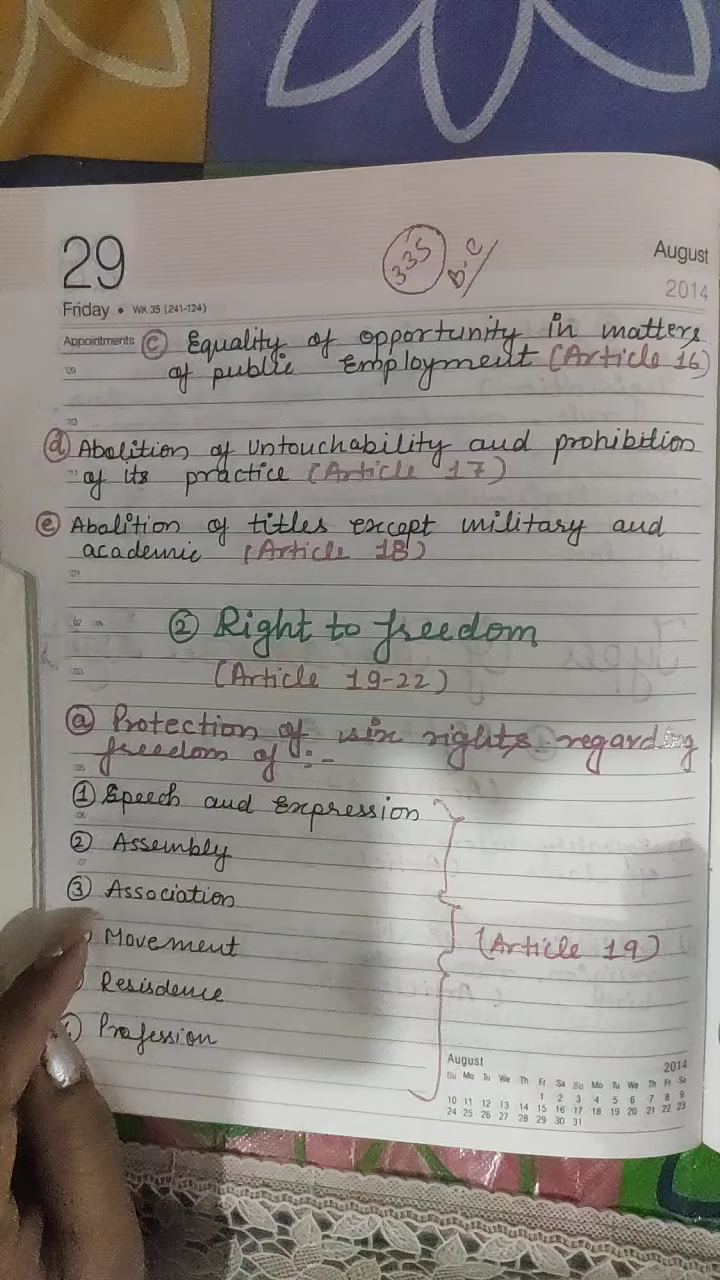 29
August
2014
Friday • WK 35 (241-124)
335
B.C
Appointments
(c) Equality of opportunity in matters
of public Employment (Article 16)
(d) Abolition of Untouchability and prohibition
of its practice (Article 17)
(e) Abolition of titles except military and
academic (Article 18)
(2) Right to freedom
(Article 19-22)
(a) Protection of six rights regarding
freedom of :-
(1) Speech and Expression
(2) Assembly
(3) Association
Movement
(Article 19)
Resisdence
Profession
August 2014
Su Mo Tu We Th Fr Sa Su Mo Tu We Th Fr Sa
1 2 3 4 5 6 7 8 9
10 11 12 13 14 15 16 17 18 19 20 21 22 23
24 25 26 27 28 29 30 31